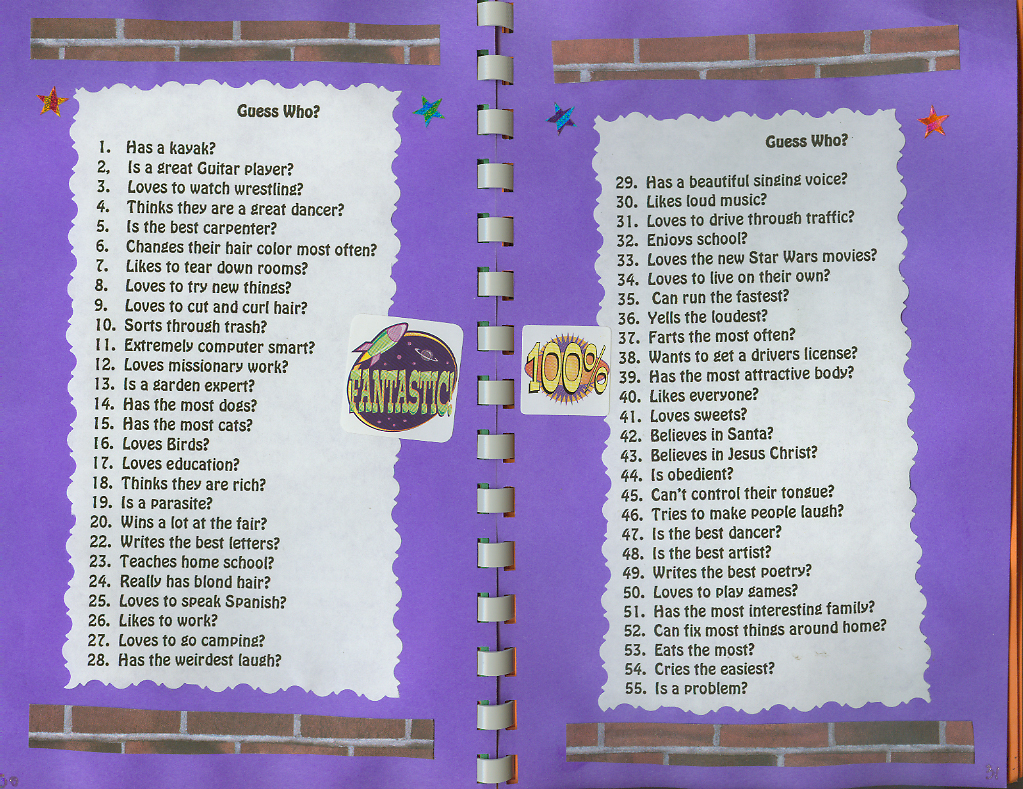 Guess Who?
1. Has a kayak?
2, Is a great Guitar player?
3. Loves to watch wrestling?
4. Thinks they are a great dancer?
5. Is the best carpenter?
6. Changes their hair color most often?
7. Likes to tear down rooms?
8. Loves to try new things?
9. Loves to cut and curl hair?
10. Sorts through trash?
11. Extremely computer smart?
12. Loves missionary work?
13. Is a garden expert?
14. Has the most dogs?
15. Has the most cats?
16. Loves Birds?
17. Loves education?
18. Thinks they are rich?
19. Is a parasite?
20. Wins a lot at the fair?
22. Writes the best letters?
23. Teaches home school?
24. Really has blond hair?
25. Loves to speak Spanish?
26. Likes to work?
27. Loves to go camping?
28. Has the weirdest laugh?
FANTASTIC!
Guess Who?
29. Has a beautiful singing voice?
30. Likes loud music?
31. Loves to drive through traffic?
32. Enjoys school?
33. Loves the new Star Wars movies?
34. Loves to live on their own?
35. Can run the fastest?
36. Yells the loudest?
37. Farts the most often?
38. Wants to get a drivers license?
39. Has the most attractive body?
40. Likes everyone?
41. Loves sweets?
42. Believes in Santa?
43. Believes in Jesus Christ?
44. Is obedient?
45. Can't control their tongue?
46. Tries to make people laugh?
47. Is the best dancer?
48. Is the best artist?
49. Writes the best poetry?
50. Loves to play games?
51. Has the most interesting family?
52. Can fix most things around home?
53. Eats the most?
54. Cries the easiest?
55. Is a problem?
100%